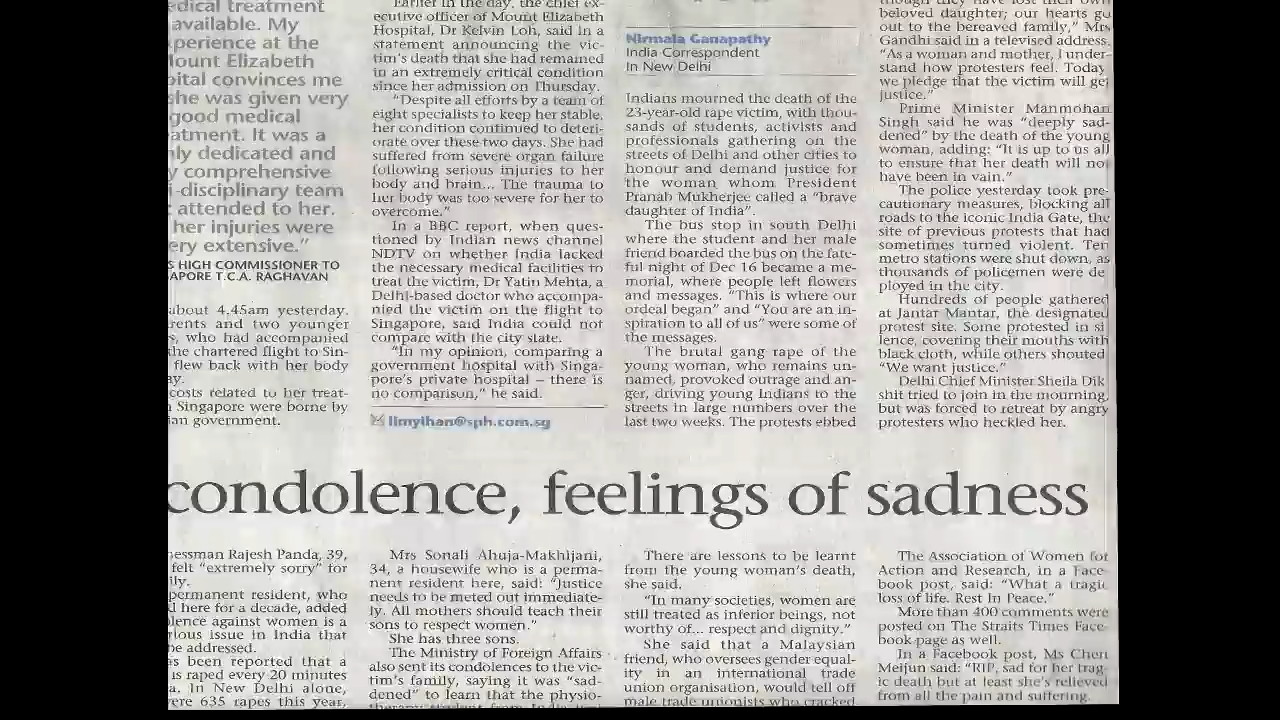 edical treatment
available. My
perience at the
Mount Elizabeth
pital convinces me
she was given very
good medical
atment. It was a
ly dedicated and
y comprehensive
i-disciplinary team
attended to her.
her injuries were
ery extensive."
S HIGH COMMISSIONER TO
APORE T.C.A. RAGHAVAN
about 4.45am yesterday.
rents and two younger
s, who had accompanied
the chartered flight to Sin-
flew back with her body
ay.
costs related to her treat-
n Singapore were borne by
ian government.
Earlier in the day, the chief ex-
ecutive officer of Mount Elizabeth
Hospital, Dr Kelvin Loh, said in a
statement announcing the vic-
tim's death that she had remained
in an extremely critical condition
since her admission on Thursday.
"Despite all efforts by a team of
eight specialists to keep her stable,
her condition continued to deteri-
orate over these two days. She had
suffered from severe organ failure
following serious injuries to her
body and brain... The trauma to
her body was too severe for her to
overcome."
In a BBC report, when ques-
tioned by Indian news channel
NDTV on whether India lacked
the necessary medical facilities to
treat the victim, Dr Yatin Mehta, a
Delhi-based doctor who accompa-
nied the victim on the flight to
Singapore, said India could not
compare with the city state.
"In my opinion, comparing a
government hospital with Singa-
pore's private hospital – there is
no comparison," he said.
limyihan@sph.com.sg
Nirmala Ganapathy
India Correspondent
In New Delhi
Indians mourned the death of the
23-year-old rape victim, with thou-
sands of students, activists and
professionals gathering on the
streets of Delhi and other cities to
honour and demand justice for
the woman whom President
Pranab Mukherjee called a "brave
daughter of India".
The bus stop in south Delhi
where the student and her male
friend boarded the bus on the fate-
ful night of Dec 16 became a me-
morial, where people left flowers
and messages. "This is where our
ordeal began" and "You are an in-
spiration to all of us" were some of
the messages.
The brutal gang rape of the
young woman, who remains un-
named, provoked outrage and an-
ger, driving young Indians to the
streets in large numbers over the
last two weeks. The protests ebbed
though they have lost their own
beloved daughter; our hearts go
out to the bereaved family," Mrs
Gandhi said in a televised address.
"As a woman and mother, I under-
stand how protesters feel. Today
we pledge that the victim will get
justice."
Prime Minister Manmohan
Singh said he was "deeply sad-
dened" by the death of the young
woman, adding: "It is up to us all
to ensure that her death will not
have been in vain."
The police yesterday took pre-
cautionary measures, blocking all
roads to the iconic India Gate, the
site of previous protests that had
sometimes turned violent. Ten
metro stations were shut down, as
thousands of policemen were de
ployed in the city.
Hundreds of people gathered
at Jantar Mantar, the designated
protest site. Some protested in si
lence, covering their mouths with
black cloth, while others shouted
"We want justice."
Delhi Chief Minister Sheila Dik
shit tried to join in the mourning
but was forced to retreat by angry
protesters who heckled her.
condolence, feelings of sadness
essman Rajesh Panda, 39,
felt "extremely sorry" for
ily.
permanent resident, who
d here for a decade, added
lence against women is a
rious issue in India that
be addressed.
s been reported that a
is raped every 20 minutes
a. In New Delhi alone,
ere 635 rapes this year,
Mrs Sonali Ahuja-Makhijani,
34, a housewife who is a perma-
nent resident here, said: "Justice
needs to be meted out immediate-
ly. All mothers should teach their
sons to respect women."
She has three sons.
The Ministry of Foreign Affairs
also sent its condolences to the vic-
tim's family, saying it was "sad-
dened" to learn that the physio-
therapy student from India
There are lessons to be learnt
from the young woman's death,
she said.
"In many societies, women are
still treated as inferior beings, not
worthy of... respect and dignity."
She said that a Malaysian
friend, who oversees gender equal-
ity in an international trade
union organisation, would tell off
male trade unionists who cracked
The Association of Women for
Action and Research, in a Face-
book post, said: "What a tragic
loss of life. Rest In Peace."
More than 400 comments were
posted on The Straits Times Face-
book page as well.
In a Facebook post, Ms Chen
Meijun said: "RIP, sad for her trag-
ic death but at least she's relieved
from all the pain and suffering.